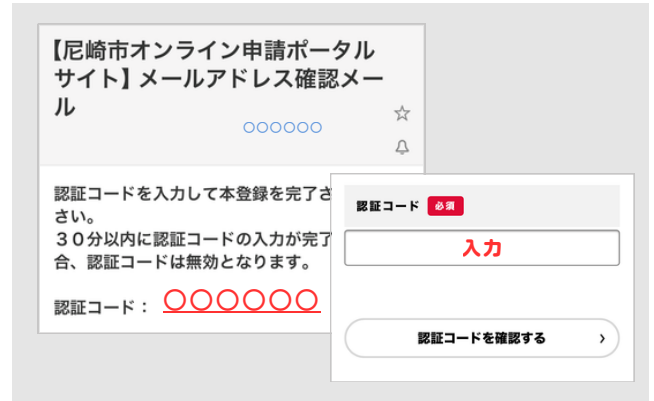 【尼崎市オンライン申請ポータル
サイト】メールアドレス確認メー
ル
○○○○○○
認証コードを入力して本登録を完了さ
さい。
３０分以内に認証コードの入力が完了
合、認証コードは無効となります。
認証コード： ○○○○○○
認証コード 必須
入力
認証コードを確認する